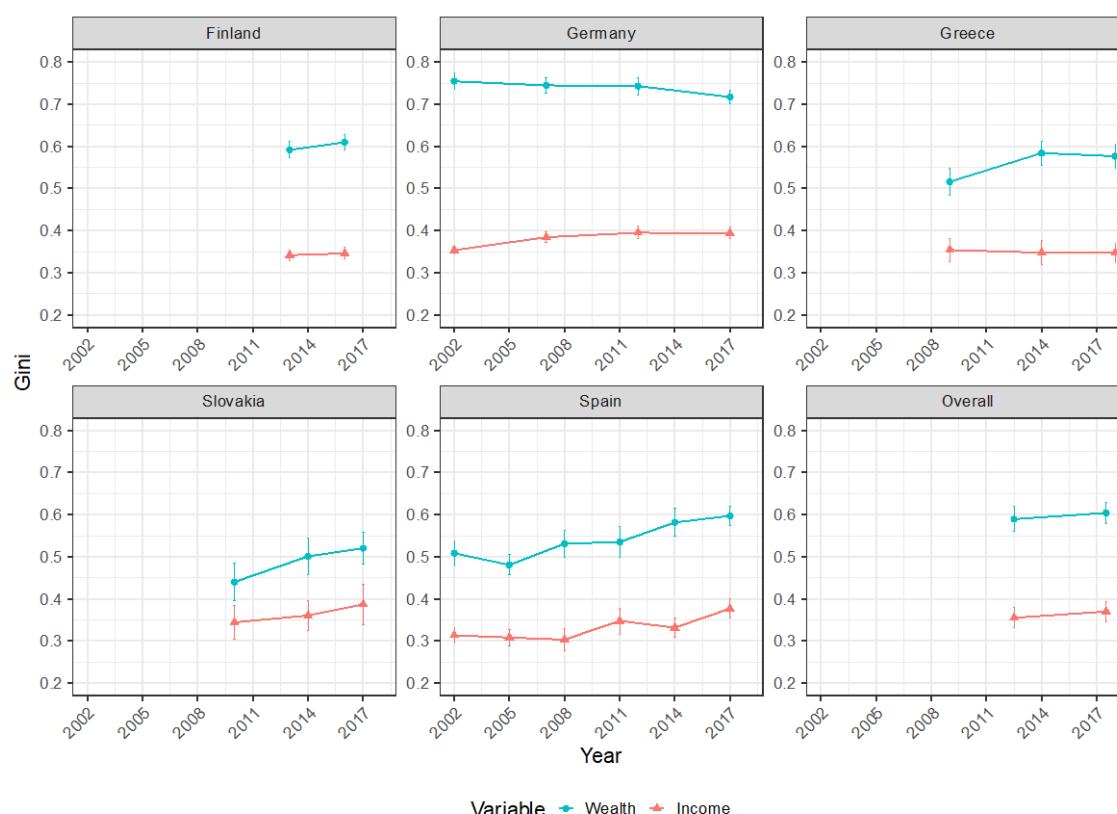 Finland Germany Greece
0.8 0.8 0.8
0.7 0.7 0.7
0.6 0.6 0.6
0.5 0.5 0.5
0.4 0.4 0.4
0.3 0.3 0.3
0.2 0.2 0.2
2002 2005 2008 2011 2014 2017 2002 2005 2008 2011 2014 2017 2002 2005 2008 2011 2014 2017
Gini
Slovakia Spain Overall
0.8 0.8 0.8
0.7 0.7 0.7
0.6 0.6 0.6
0.5 0.5 0.5
0.4 0.4 0.4
0.3 0.3 0.3
0.2 0.2 0.2
2002 2005 2008 2011 2014 2017 2002 2005 2008 2011 2014 2017 2002 2005 2008 2011 2014 2017
Year
Variable Wealth Income